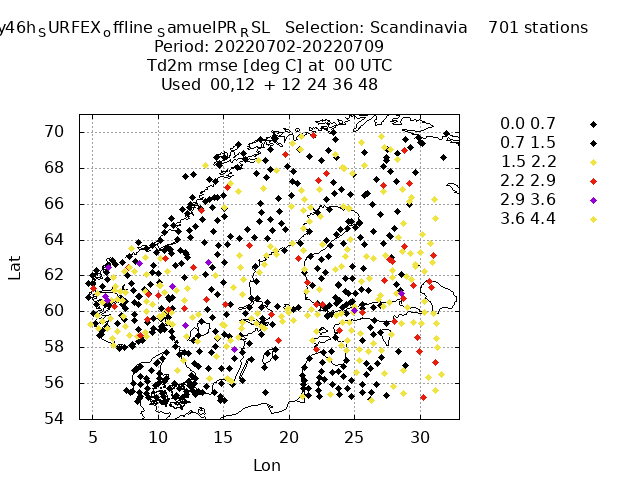 y46h_SURFEX_offline_SamuelPR_RSL Selection: Scandinavia 701 stations
Period: 20220702-20220709
Td2m rmse [deg C] at 00 UTC
Used 00,12 + 12 24 36 48
0.0 0.7
0.7 1.5
1.5 2.2
2.2 2.9
2.9 3.6
3.6 4.4
70
68
66
64
62
60
58
56
54
Lat
5 10 15 20 25 30
Lon